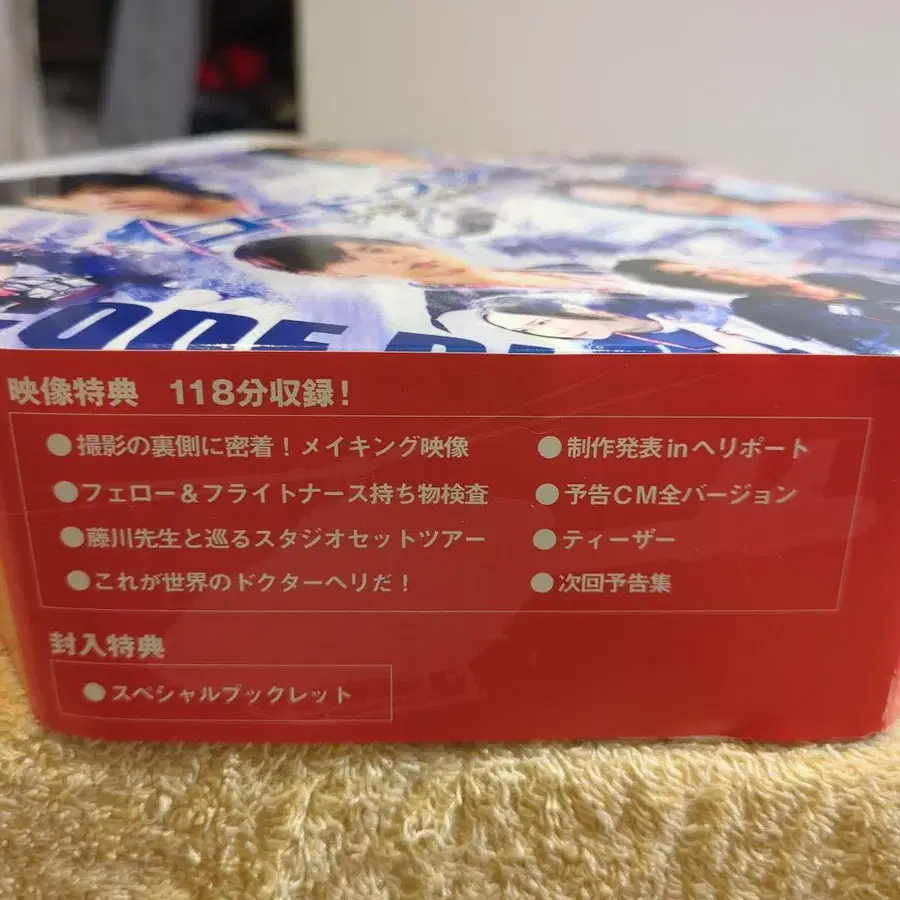 CODE BL
映像特典 118分収録!
●撮影の裏側に密着!メイキング映像
●フェロー&フライトナース持ち物検査
●藤川先生と巡るスタジオセットツアー
●これが世界のドクターヘリだ!
●制作発表inヘリポート
●予告CM全バージョン
●ティーザー
●次回予告集
封入特典
●スペシャルブックレット